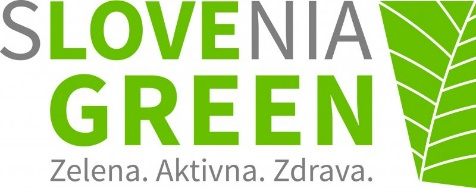 SLOVENIA
GREEN
Zelena. Aktivna. Zdrava.